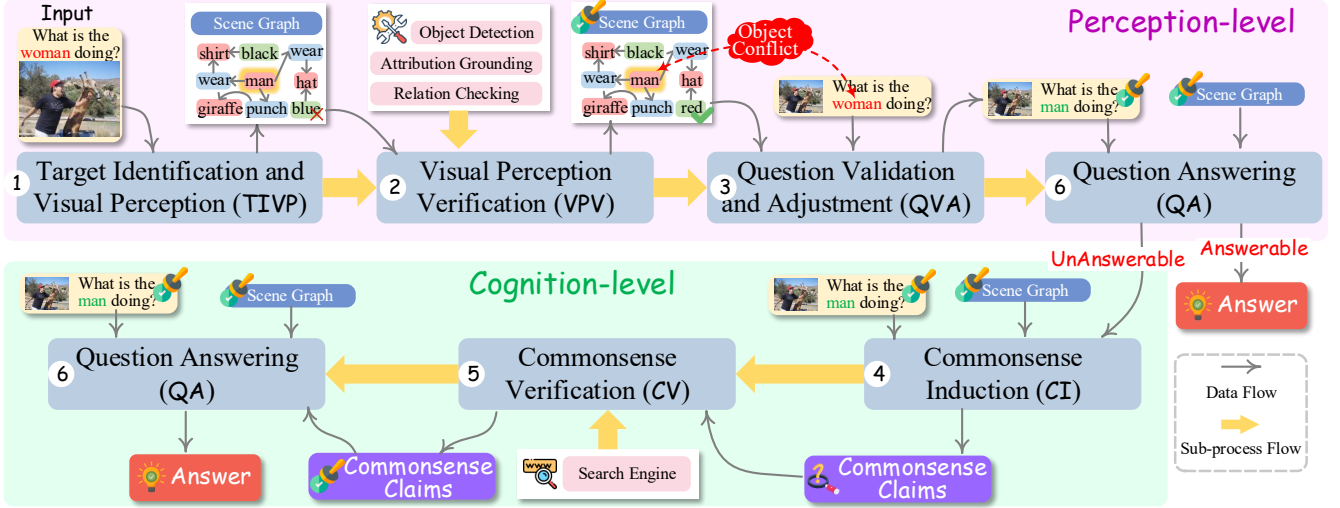 Input
What is the
woman doing?
Scene Graph
shirt black wear
wear man hat
giraffe punch blue
Object Detection
Attribution Grounding
Relation Checking
Scene Graph
shirt black wear
wear man hat
giraffe punch red
Object
Conflict
What is the
woman doing?
Perception-level
What is the
man doing?
Scene Graph
1
Target Identification and
Visual Perception (TIVP)
2
Visual Perception
Verification (VPV)
3
Question Validation
and Adjustment (QVA)
6
Question Answering
(QA)
UnAnswerable
Answerable
Answer
Cognition-level
What is the
man doing?
Scene Graph
What is the
man doing?
Scene Graph
6
Question Answering
(QA)
5
Commonsense
Verification (CV)
4
Commonsense
Induction (CI)
Answer
Commonsense
Claims
WWW
Search Engine
Commonsense
Claims
Data Flow
Sub-process Flow